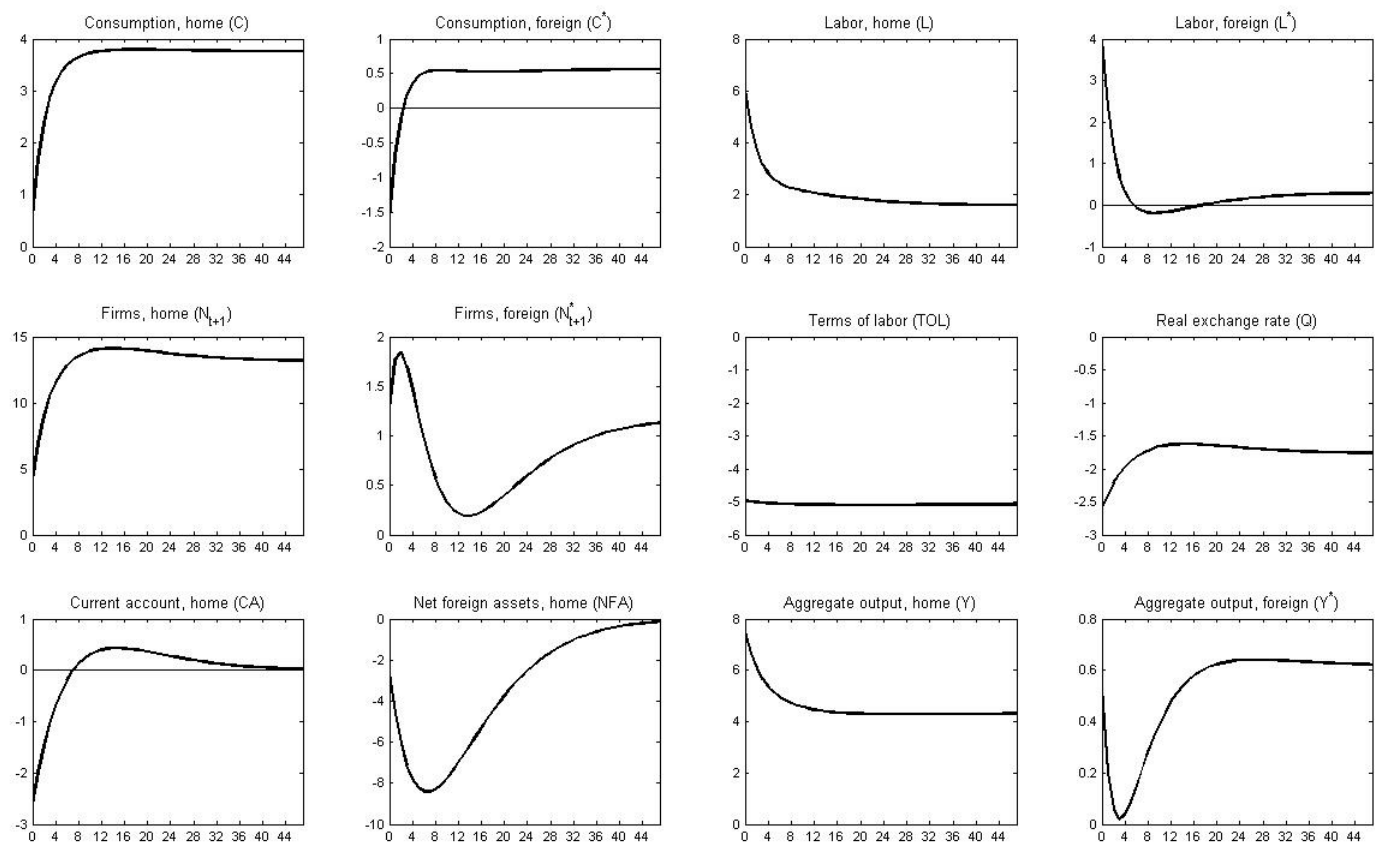 Consumption, home (C)
4
3
2
1
0
0 4 8 12 16 20 24 28 32 36 40 44
Consumption, foreign (C*)
1
0.5
0
-0.5
-1
-1.5
-2
0 4 8 12 16 20 24 28 32 36 40 44
Labor, home (L)
8
6
4
2
0
0 4 8 12 16 20 24 28 32 36 40 44
Labor, foreign (L*)
4
3
2
1
0
-1
0 4 8 12 16 20 24 28 32 36 40 44
Firms, home (N_{t+1})
15
10
5
0
0 4 8 12 16 20 24 28 32 36 40 44
Firms, foreign (N*_{t+1})
2
1.5
1
0.5
0
0 4 8 12 16 20 24 28 32 36 40 44
Terms of labor (TOL)
0
-1
-2
-3
-4
-5
-6
0 4 8 12 16 20 24 28 32 36 40 44
Real exchange rate (Q)
0
-0.5
-1
-1.5
-2
-2.5
-3
0 4 8 12 16 20 24 28 32 36 40 44
Current account, home (CA)
1
0
-1
-2
-3
0 4 8 12 16 20 24 28 32 36 40 44
Net foreign assets, home (NFA)
0
-2
-4
-6
-8
-10
0 4 8 12 16 20 24 28 32 36 40 44
Aggregate output, home (Y)
8
6
4
2
0
0 4 8 12 16 20 24 28 32 36 40 44
Aggregate output, foreign (Y*)
0.8
0.6
0.4
0.2
0
0 4 8 12 16 20 24 28 32 36 40 44